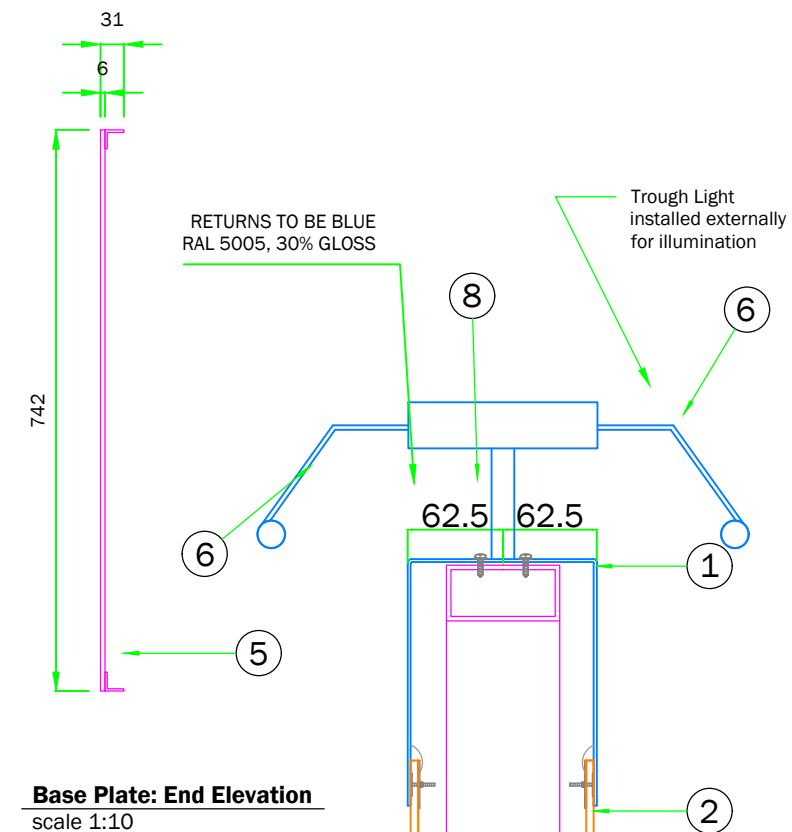 31
6
742
RETURNS TO BE BLUE
RAL 5005, 30% GLOSS
Trough Light
installed externally
for illumination
8
6
62.5 62.5
6
1
5
2
Base Plate: End Elevation
scale 1:10